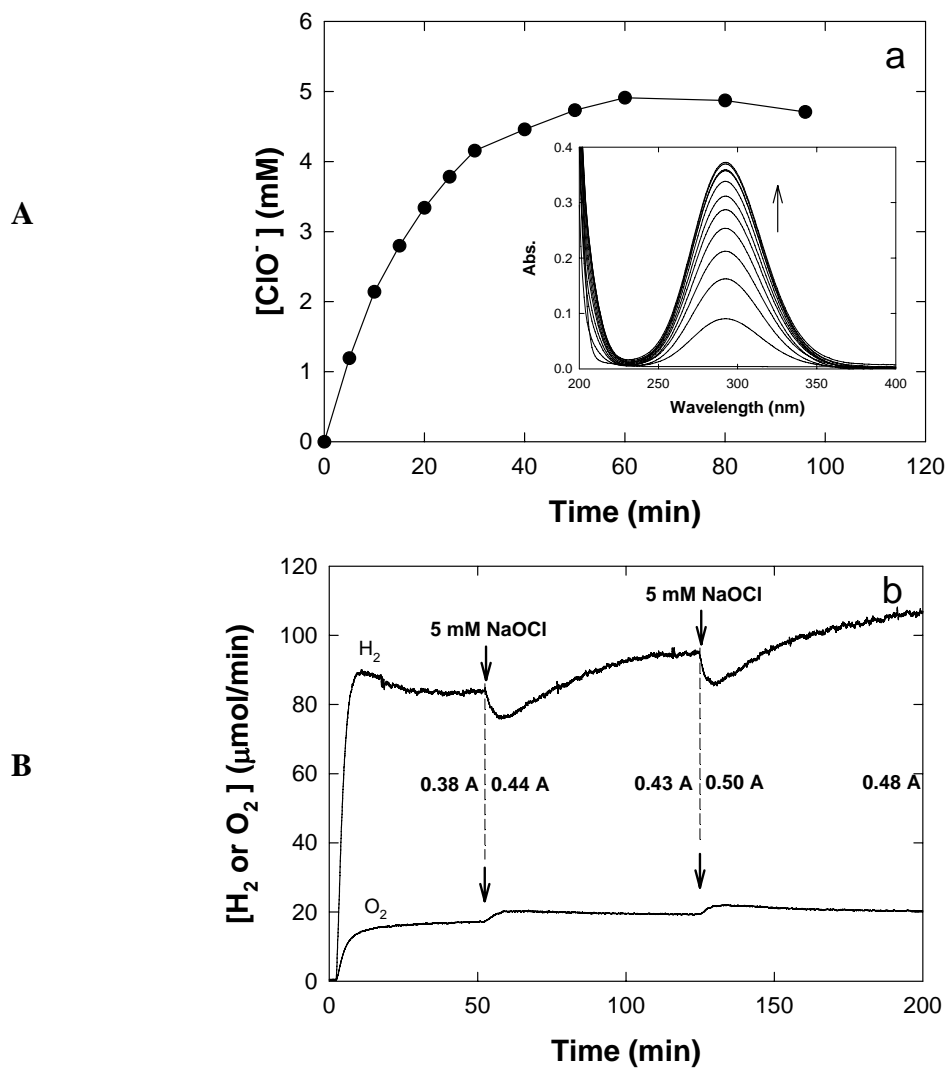 A
a
[ClO⁻] (mM)
6
5
4
3
2
1
0
0 20 40 60 80 100 120
Time (min)
Abs.
0.4
0.3
0.2
0.1
0.0
200 250 300 350 400
Wavelength (nm)
B
b
[H₂ or O₂] (μmol/min)
120
100
80
60
40
20
0
0 50 100 150 200
Time (min)
5 mM NaOCl
5 mM NaOCl
H₂
0.38 A 0.44 A 0.43 A 0.50 A 0.48 A
O₂